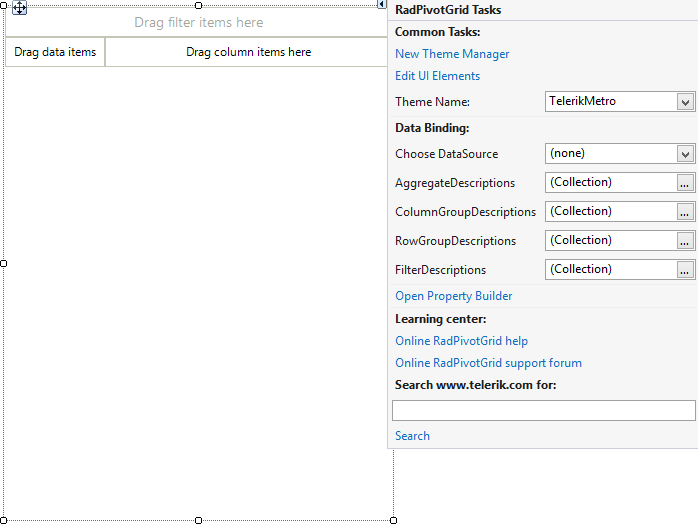 Drag filter items here
Drag data items
Drag column items here
RadPivotGrid Tasks
Common Tasks:
New Theme Manager
Edit UI Elements
Theme Name: TelerikMetro
Data Binding:
Choose DataSource (none)
AggregateDescriptions (Collection) ...
ColumnGroupDescriptions (Collection) ...
RowGroupDescriptions (Collection) ...
FilterDescriptions (Collection) ...
Open Property Builder
Learning center:
Online RadPivotGrid help
Online RadPivotGrid support forum
Search www.telerik.com for:
Search